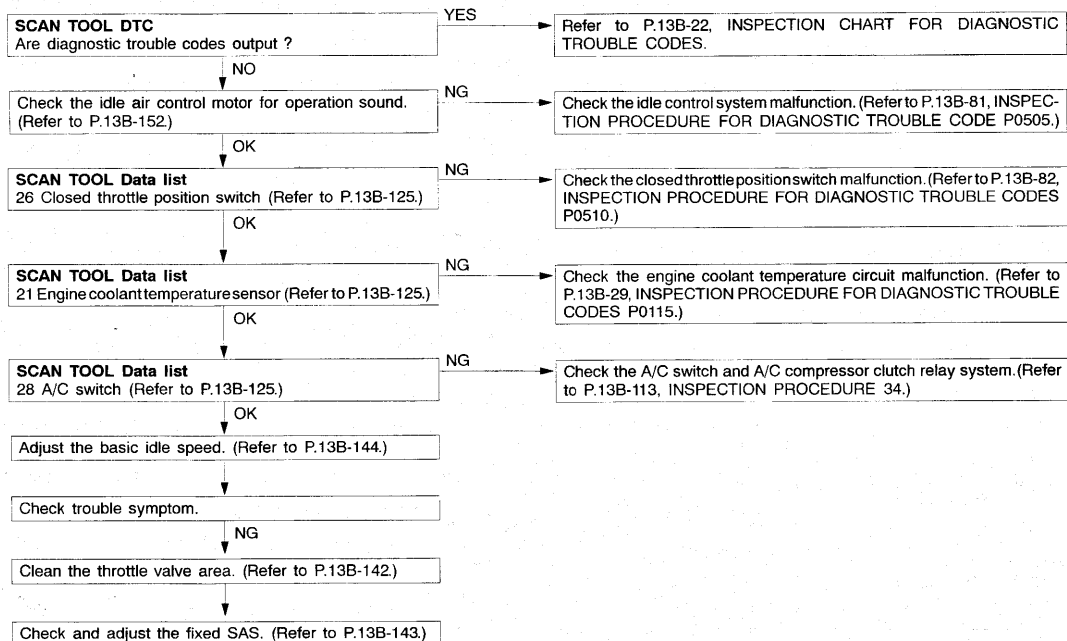 SCAN TOOL DTC
Are diagnostic trouble codes output ?
YES
Refer to P.13B-22, INSPECTION CHART FOR DIAGNOSTIC
TROUBLE CODES.
NO
Check the idle air control motor for operation sound.
(Refer to P.13B-152.)
NG
Check the idle control system malfunction. (Refer to P.13B-81, INSPEC-
TION PROCEDURE FOR DIAGNOSTIC TROUBLE CODE P0505.)
OK
SCAN TOOL Data list
26 Closed throttle position switch (Refer to P.13B-125.)
NG
Check the closed throttle position switch malfunction. (Refer to P.13B-82,
INSPECTION PROCEDURE FOR DIAGNOSTIC TROUBLE CODES
P0510.)
OK
SCAN TOOL Data list
21 Engine coolant temperature sensor (Refer to P.13B-125.)
NG
Check the engine coolant temperature circuit malfunction. (Refer to
P.13B-29, INSPECTION PROCEDURE FOR DIAGNOSTIC TROUBLE
CODES P0115.)
OK
SCAN TOOL Data list
28 A/C switch (Refer to P.13B-125.)
NG
Check the A/C switch and A/C compressor clutch relay system. (Refer
to P.13B-113, INSPECTION PROCEDURE 34.)
OK
Adjust the basic idle speed. (Refer to P.13B-144.)
Check trouble symptom.
NG
Clean the throttle valve area. (Refer to P.13B-142.)
Check and adjust the fixed SAS. (Refer to P.13B-143.)